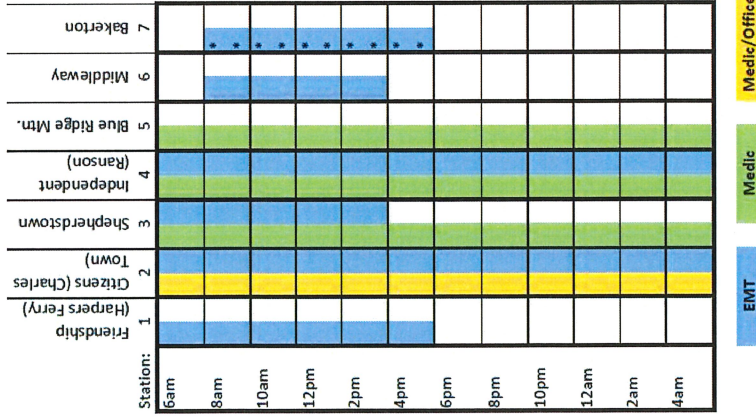 Station:
1
2
3
4
5
6
7
Friendship
(Harpers Ferry)
Citizens (Charles
Town)
Shepherdstown
Independent
(Ranson)
Blue Ridge Mtn.
Middleway
Bakerton
6am
8am
* *
10am
* *
12pm
* *
2pm
* *
4pm
* *
6pm
8pm
10pm
12am
2am
4am
EMT
Medic
Medic/Office